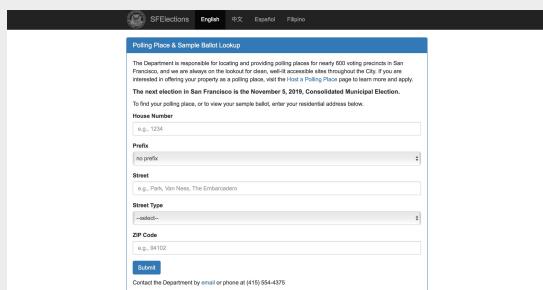 SFElections English 中文 Español Filipino
Polling Place & Sample Ballot Lookup
The Department is responsible for locating and providing polling places for nearly 600 voting precincts in San
Francisco, and we are always on the lookout for clean, well-lit accessible sites throughout the City. If you are
interested in offering your property as a polling place, visit the Host a Polling Place page to learn more and apply.
The next election in San Francisco is the November 5, 2019, Consolidated Municipal Election.
To find your polling place, or to view your sample ballot, enter your residential address below.
House Number
e.g., 1234
Prefix
no prefix
Street
e.g., Park, Van Ness, The Embarcadero
Street Type
--select--
ZIP Code
e.g., 94102
Submit
Contact the Department by email or phone at (415) 554-4375